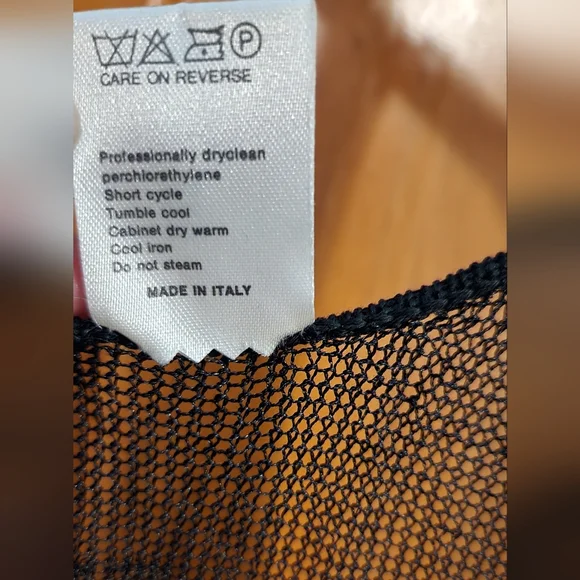 P
CARE ON REVERSE
Professionally dryclean
perchlorethylene
Short cycle
Tumble cool
Cabinet dry warm
Cool iron
Do not steam
MADE IN ITALY